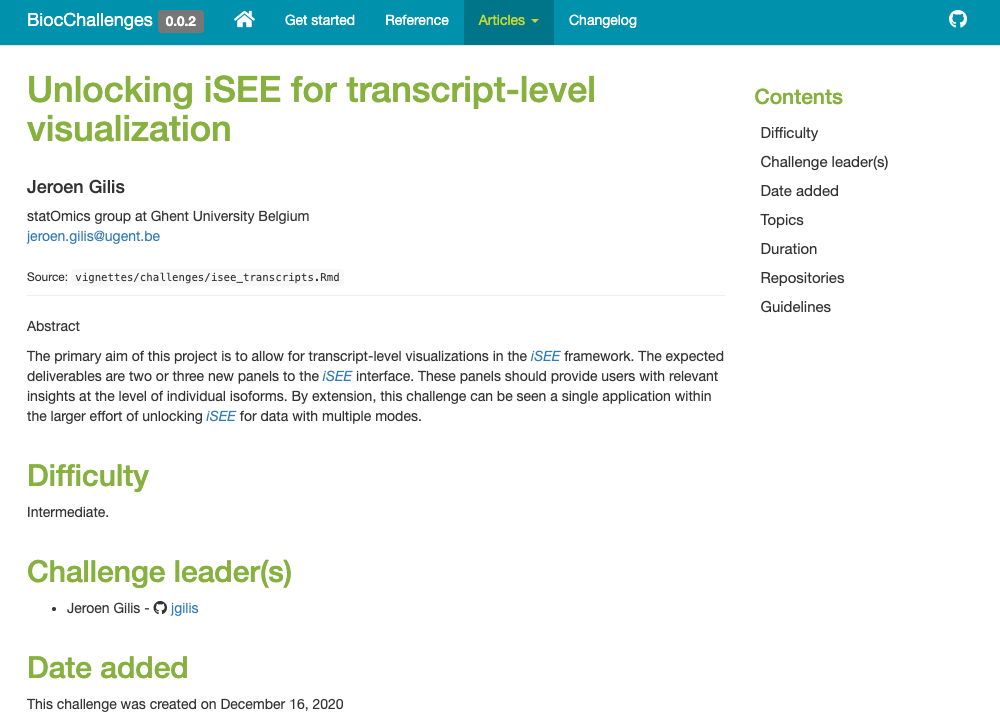 BiocChallenges 0.0.2 Get started Reference Articles Changelog
Unlocking iSEE for transcript-level
visualization
Jeroen Gilis
statOmics group at Ghent University Belgium
jeroen.gilis@ugent.be
Source: vignettes/challenges/isee_transcripts.Rmd
Abstract
The primary aim of this project is to allow for transcript-level visualizations in the iSEE framework. The expected
deliverables are two or three new panels to the iSEE interface. These panels should provide users with relevant
insights at the level of individual isoforms. By extension, this challenge can be seen a single application within
the larger effort of unlocking iSEE for data with multiple modes.
Difficulty
Intermediate.
Challenge leader(s)
• Jeroen Gilis - jgilis
Date added
This challenge was created on December 16, 2020
Contents
Difficulty
Challenge leader(s)
Date added
Topics
Duration
Repositories
Guidelines